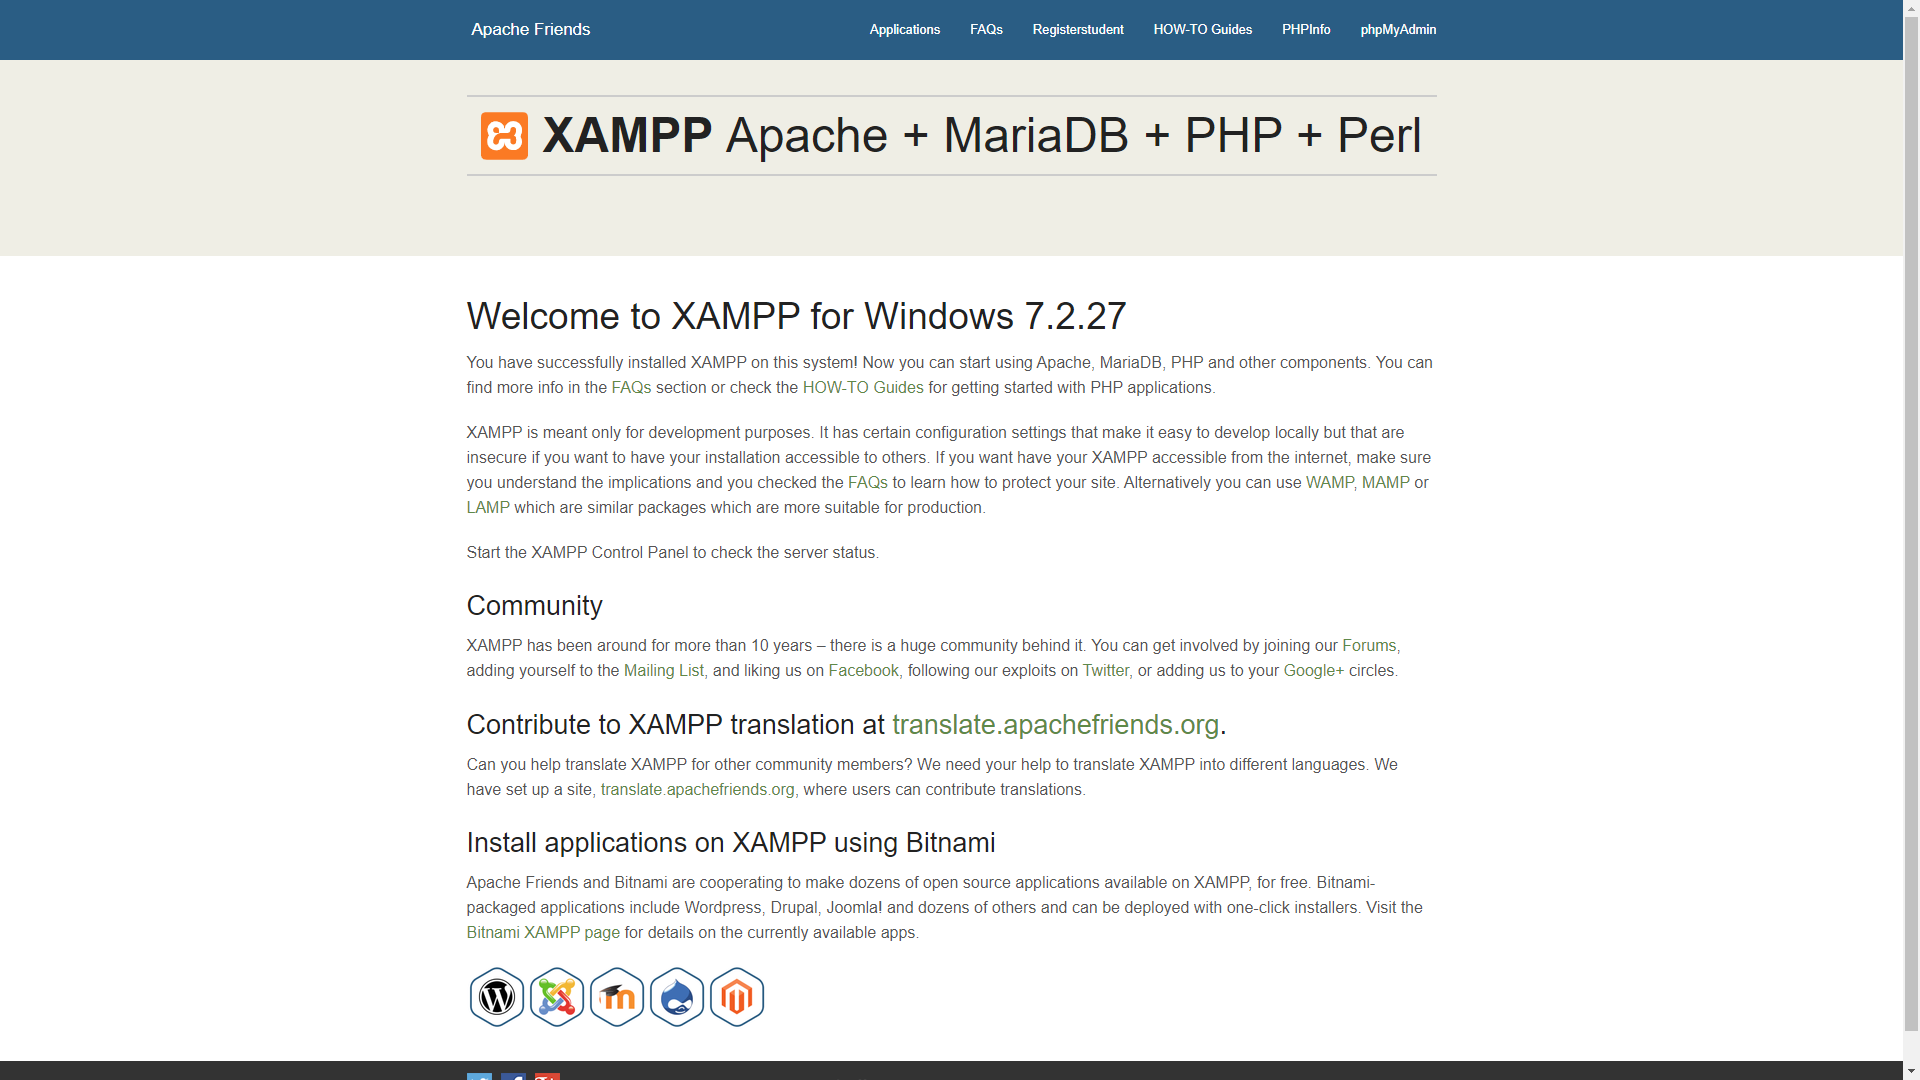 Apache Friends
Applications
FAQs
Registerstudent
HOW-TO Guides
PHPInfo
phpMyAdmin
XAMPP Apache + MariaDB + PHP + Perl
Welcome to XAMPP for Windows 7.2.27
You have successfully installed XAMPP on this system! Now you can start using Apache, MariaDB, PHP and other components. You can
find more info in the FAQs section or check the HOW-TO Guides for getting started with PHP applications.
XAMPP is meant only for development purposes. It has certain configuration settings that make it easy to develop locally but that are
insecure if you want to have your installation accessible to others. If you want have your XAMPP accessible from the internet, make sure
you understand the implications and you checked the FAQs to learn how to protect your site. Alternatively you can use WAMP, MAMP or
LAMP which are similar packages which are more suitable for production.
Start the XAMPP Control Panel to check the server status.
Community
XAMPP has been around for more than 10 years – there is a huge community behind it. You can get involved by joining our Forums,
adding yourself to the Mailing List, and liking us on Facebook, following our exploits on Twitter, or adding us to your Google+ circles.
Contribute to XAMPP translation at translate.apachefriends.org.
Can you help translate XAMPP for other community members? We need your help to translate XAMPP into different languages. We
have set up a site, translate.apachefriends.org, where users can contribute translations.
Install applications on XAMPP using Bitnami
Apache Friends and Bitnami are cooperating to make dozens of open source applications available on XAMPP, for free. Bitnami-
packaged applications include Wordpress, Drupal, Joomla! and dozens of others and can be deployed with one-click installers. Visit the
Bitnami XAMPP page for details on the currently available apps.